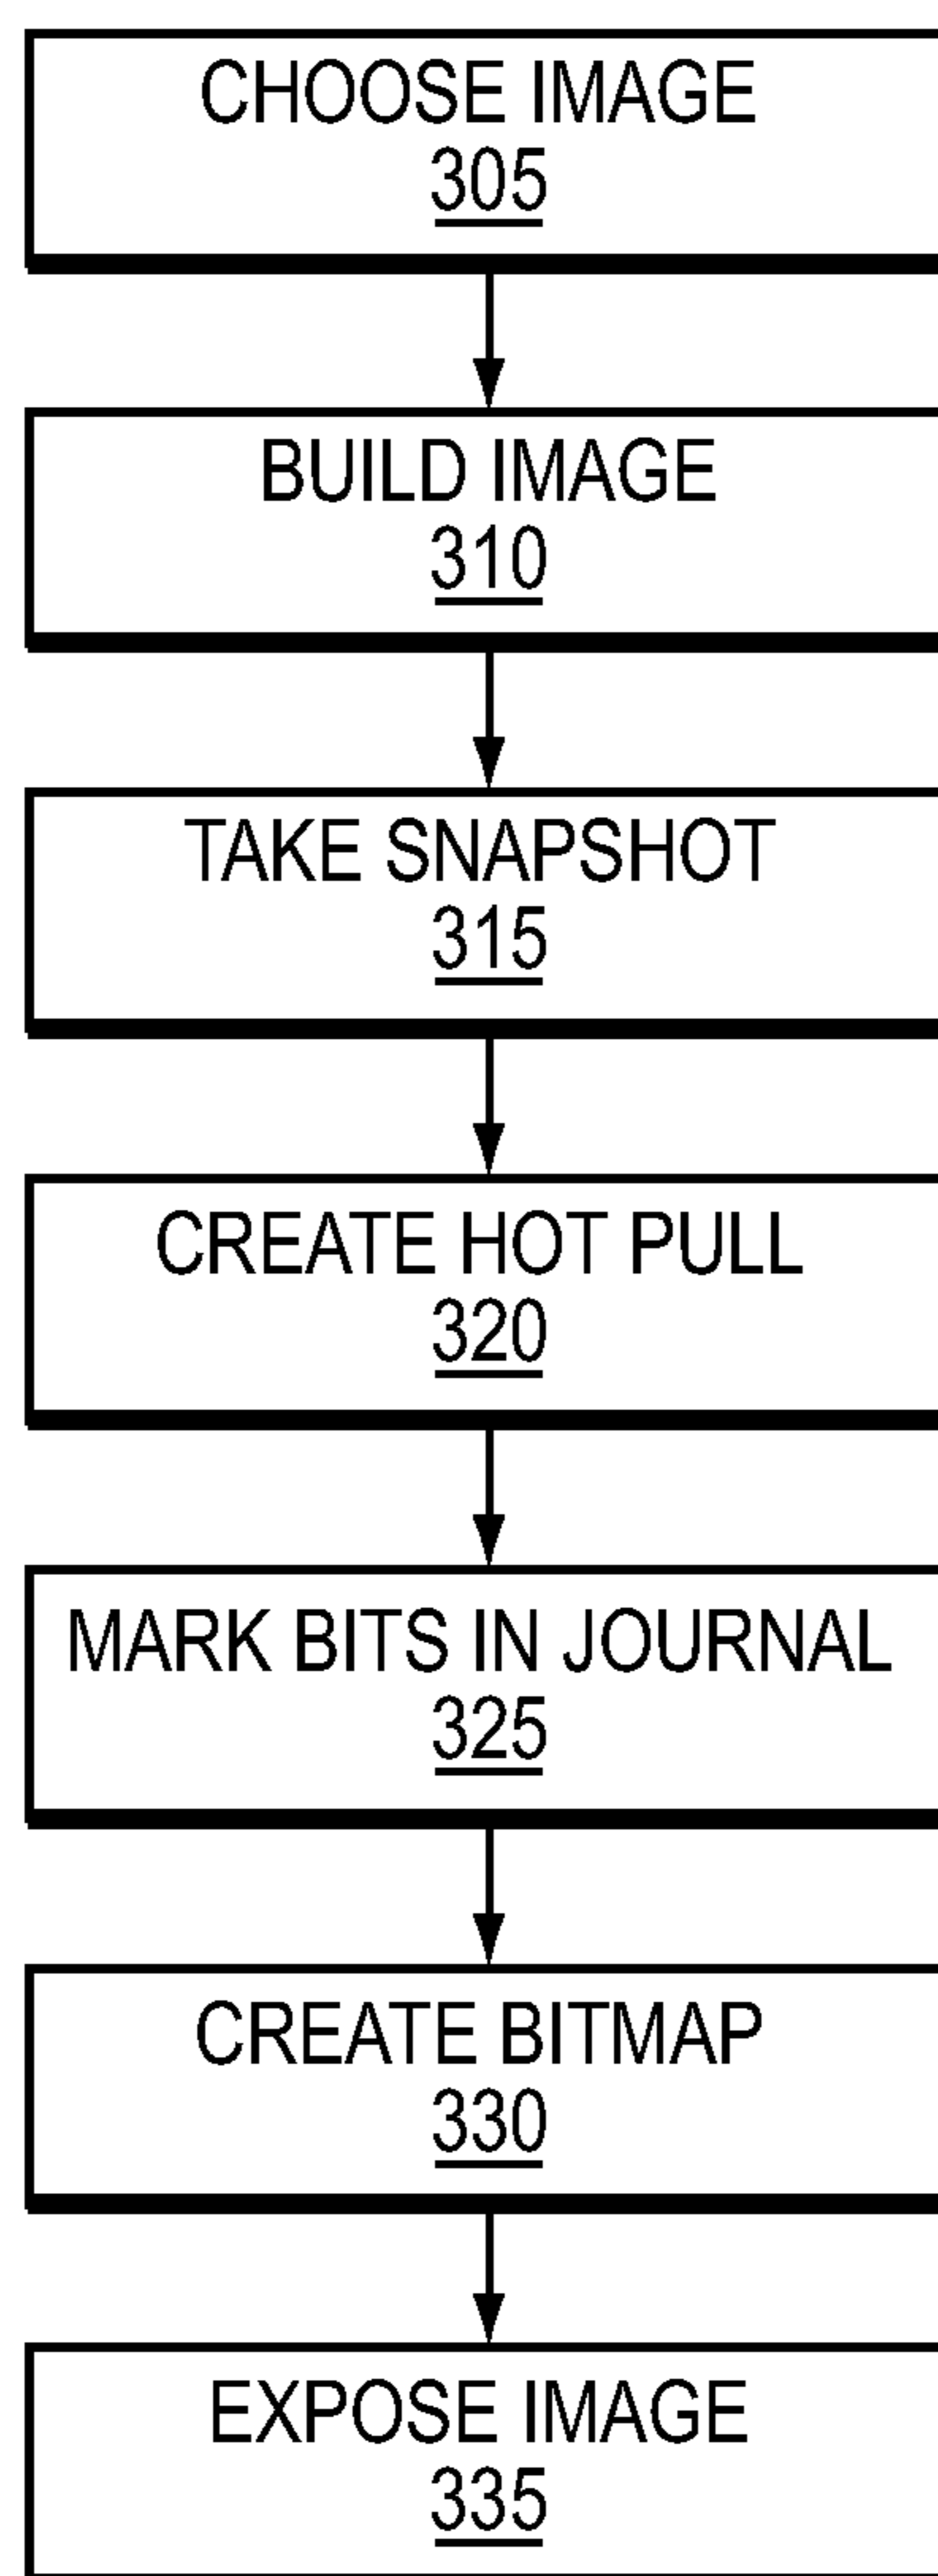 CHOOSE IMAGE
305
BUILD IMAGE
310
TAKE SNAPSHOT
315
CREATE HOT PULL
320
MARK BITS IN JOURNAL
325
CREATE BITMAP
330
EXPOSE IMAGE
335